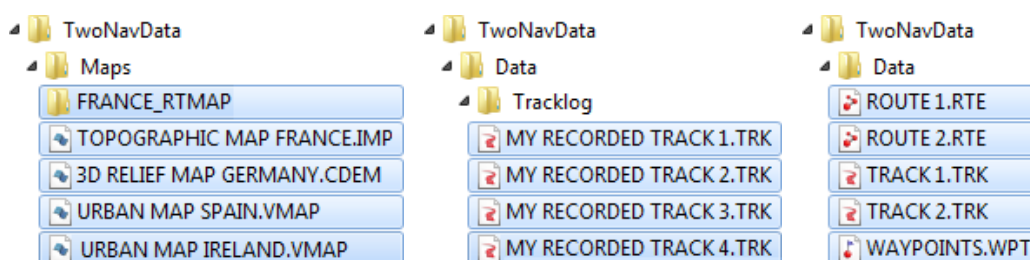 TwoNavData
Maps
FRANCE_RTMAP
TOPOGRAPHIC MAP FRANCE.IMP
3D RELIEF MAP GERMANY.CDEM
URBAN MAP SPAIN.VMAP
URBAN MAP IRELAND.VMAP
TwoNavData
Data
Tracklog
MY RECORDED TRACK 1.TRK
MY RECORDED TRACK 2.TRK
MY RECORDED TRACK 3.TRK
MY RECORDED TRACK 4.TRK
TwoNavData
Data
ROUTE 1.RTE
ROUTE 2.RTE
TRACK 1.TRK
TRACK 2.TRK
WAYPOINTS.WPT